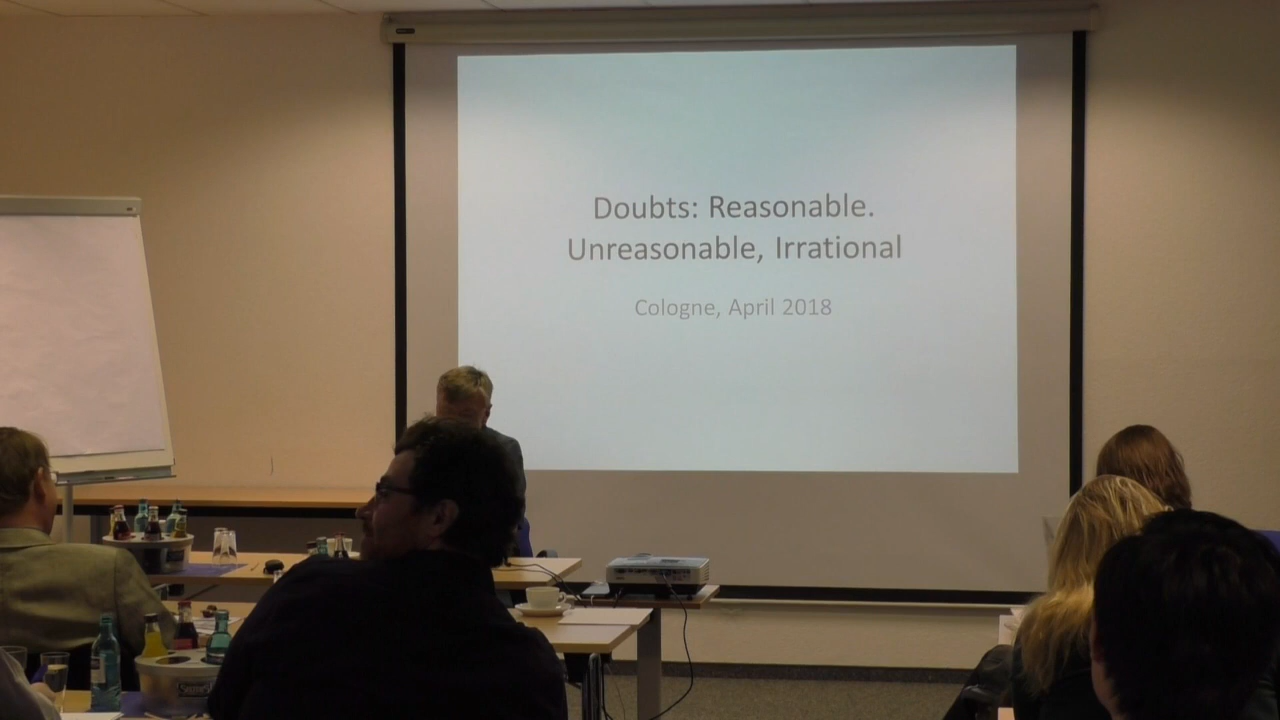 Doubts: Reasonable.
Unreasonable, Irrational
Cologne, April 2018